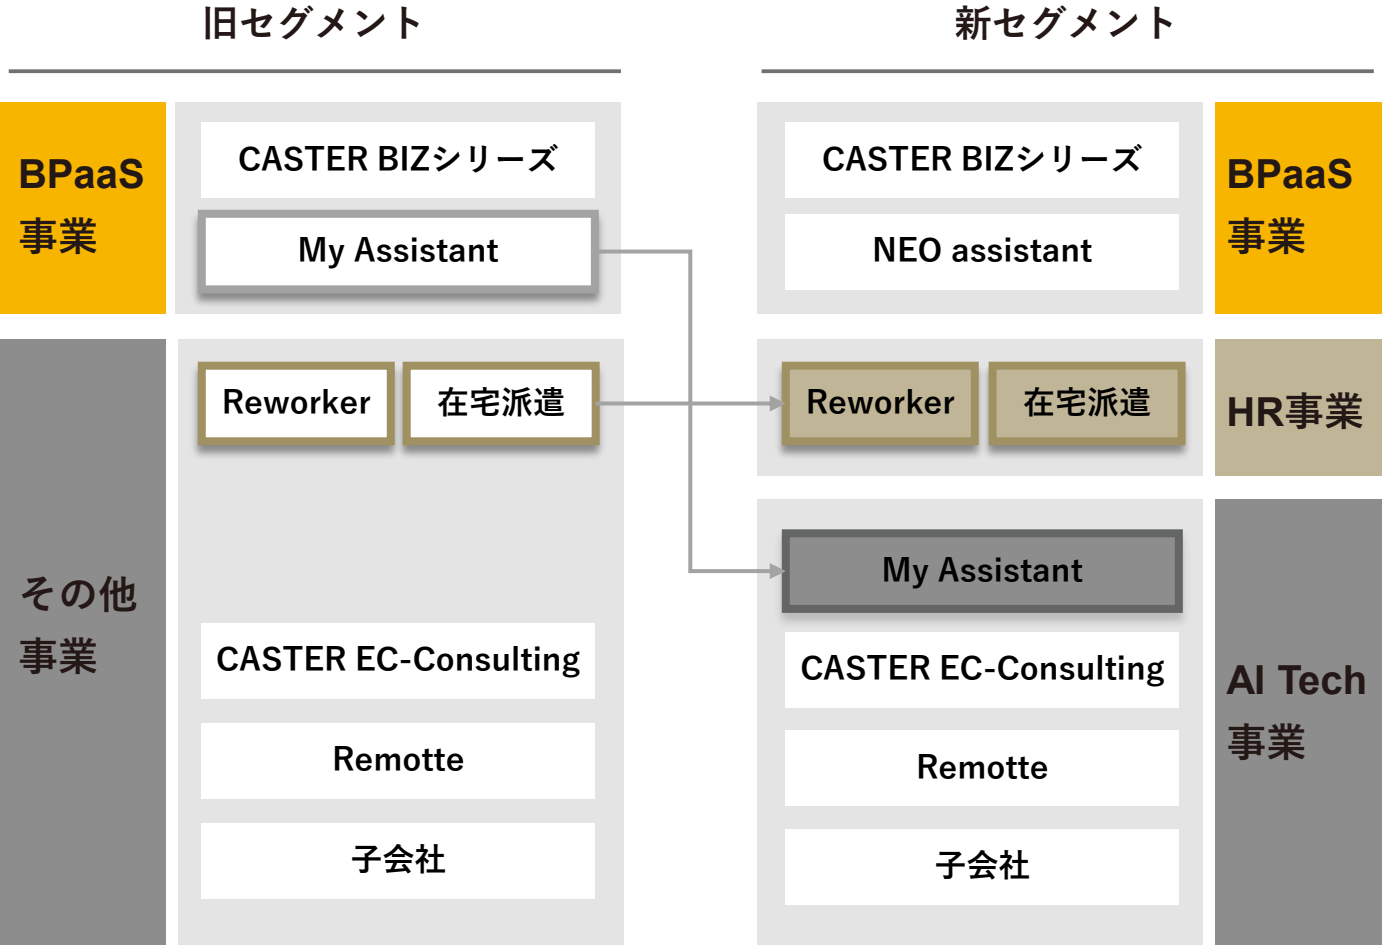 旧セグメント
BPaaS
事業
CASTER BIZシリーズ
My Assistant
その他
事業
Reworker
在宅派遣
CASTER EC-Consulting
Remotte
子会社
新セグメント
CASTER BIZシリーズ
NEO assistant
BPaaS
事業
Reworker
在宅派遣
HR事業
My Assistant
CASTER EC-Consulting
Remotte
子会社
AI Tech
事業